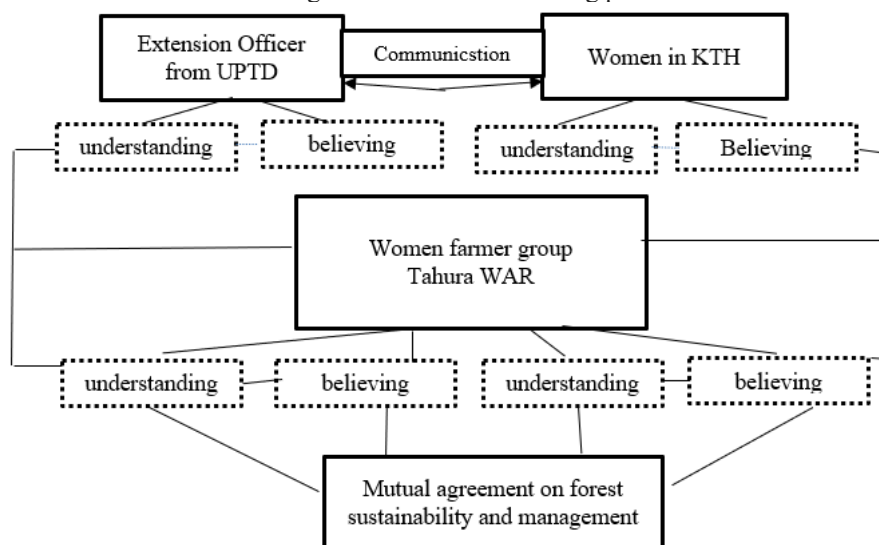 Extension Officer
from UPTD
Communicstion
Women in KTH
understanding
believing
understanding
Believing
Women farmer group
Tahura WAR
understanding
believing
understanding
believing
Mutual agreement on forest
sustainability and management